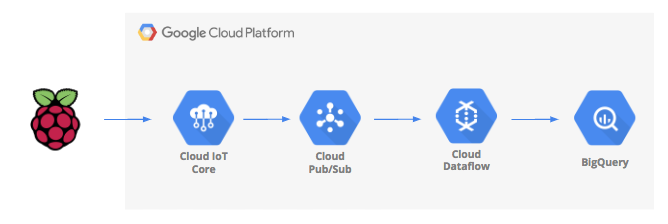 Google Cloud Platform
Cloud IoT
Core
Cloud
Pub/Sub
Cloud
Dataflow
BigQuery